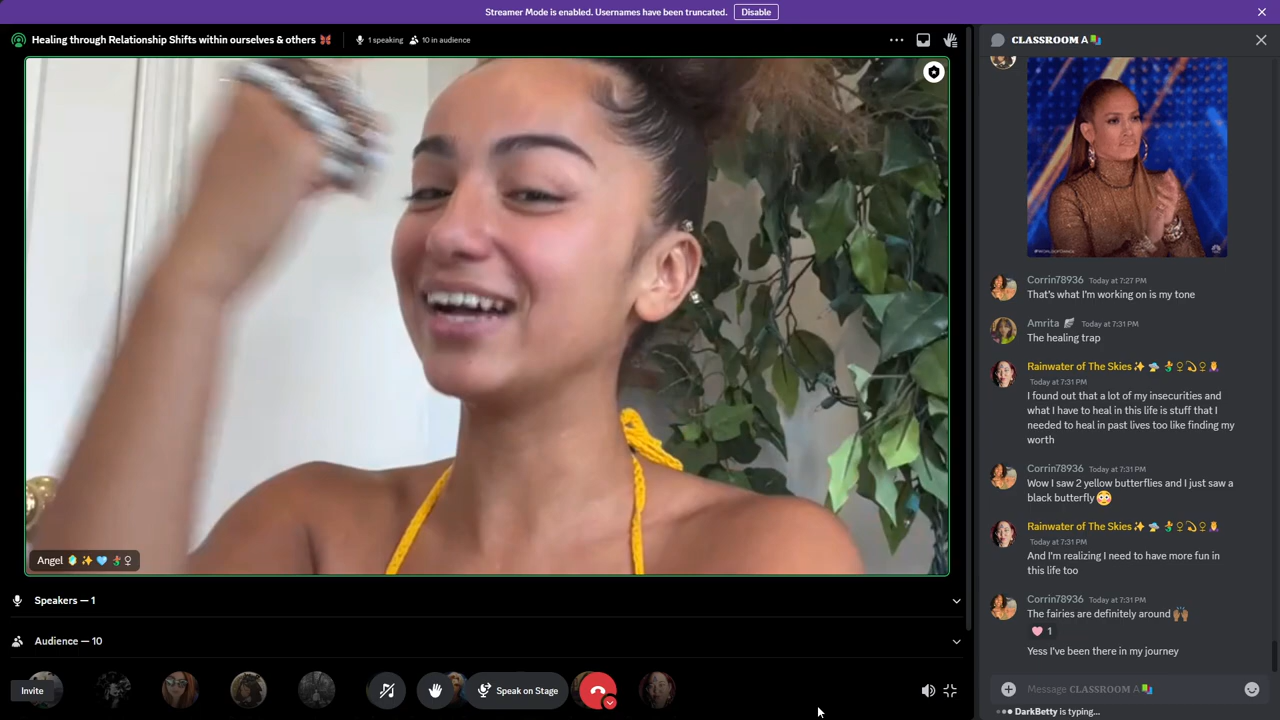 Streamer Mode is enabled. Usernames have been truncated. Disable
Healing through Relationship Shifts within ourselves & others 🦋 1 speaking 10 in audience
CLASSROOM A
Corrin78936 Today at 7:27 PM
That's what I'm working on is my tone
Amrita Today at 7:31 PM
The healing trap
Rainwater of The Skies ✨
Today at 7:31 PM
I found out that a lot of my insecurities and
what I have to heal in this life is stuff that I
needed to heal in past lives too like finding my
worth
Corrin78936 Today at 7:31 PM
Wow I saw 2 yellow butterflies and I just saw a
black butterfly😳
Rainwater of The Skies ✨
Today at 7:31 PM
And I'm realizing I need to have more fun in
this life too
Corrin78936 Today at 7:31 PM
The fairies are definitely around 🙌🏾
🩷 1
Yess I've been there in my journey
Angel
Speakers — 1
Audience — 10
Invite
Speak on Stage
Message CLASSROOM A
DarkBetty is typing...